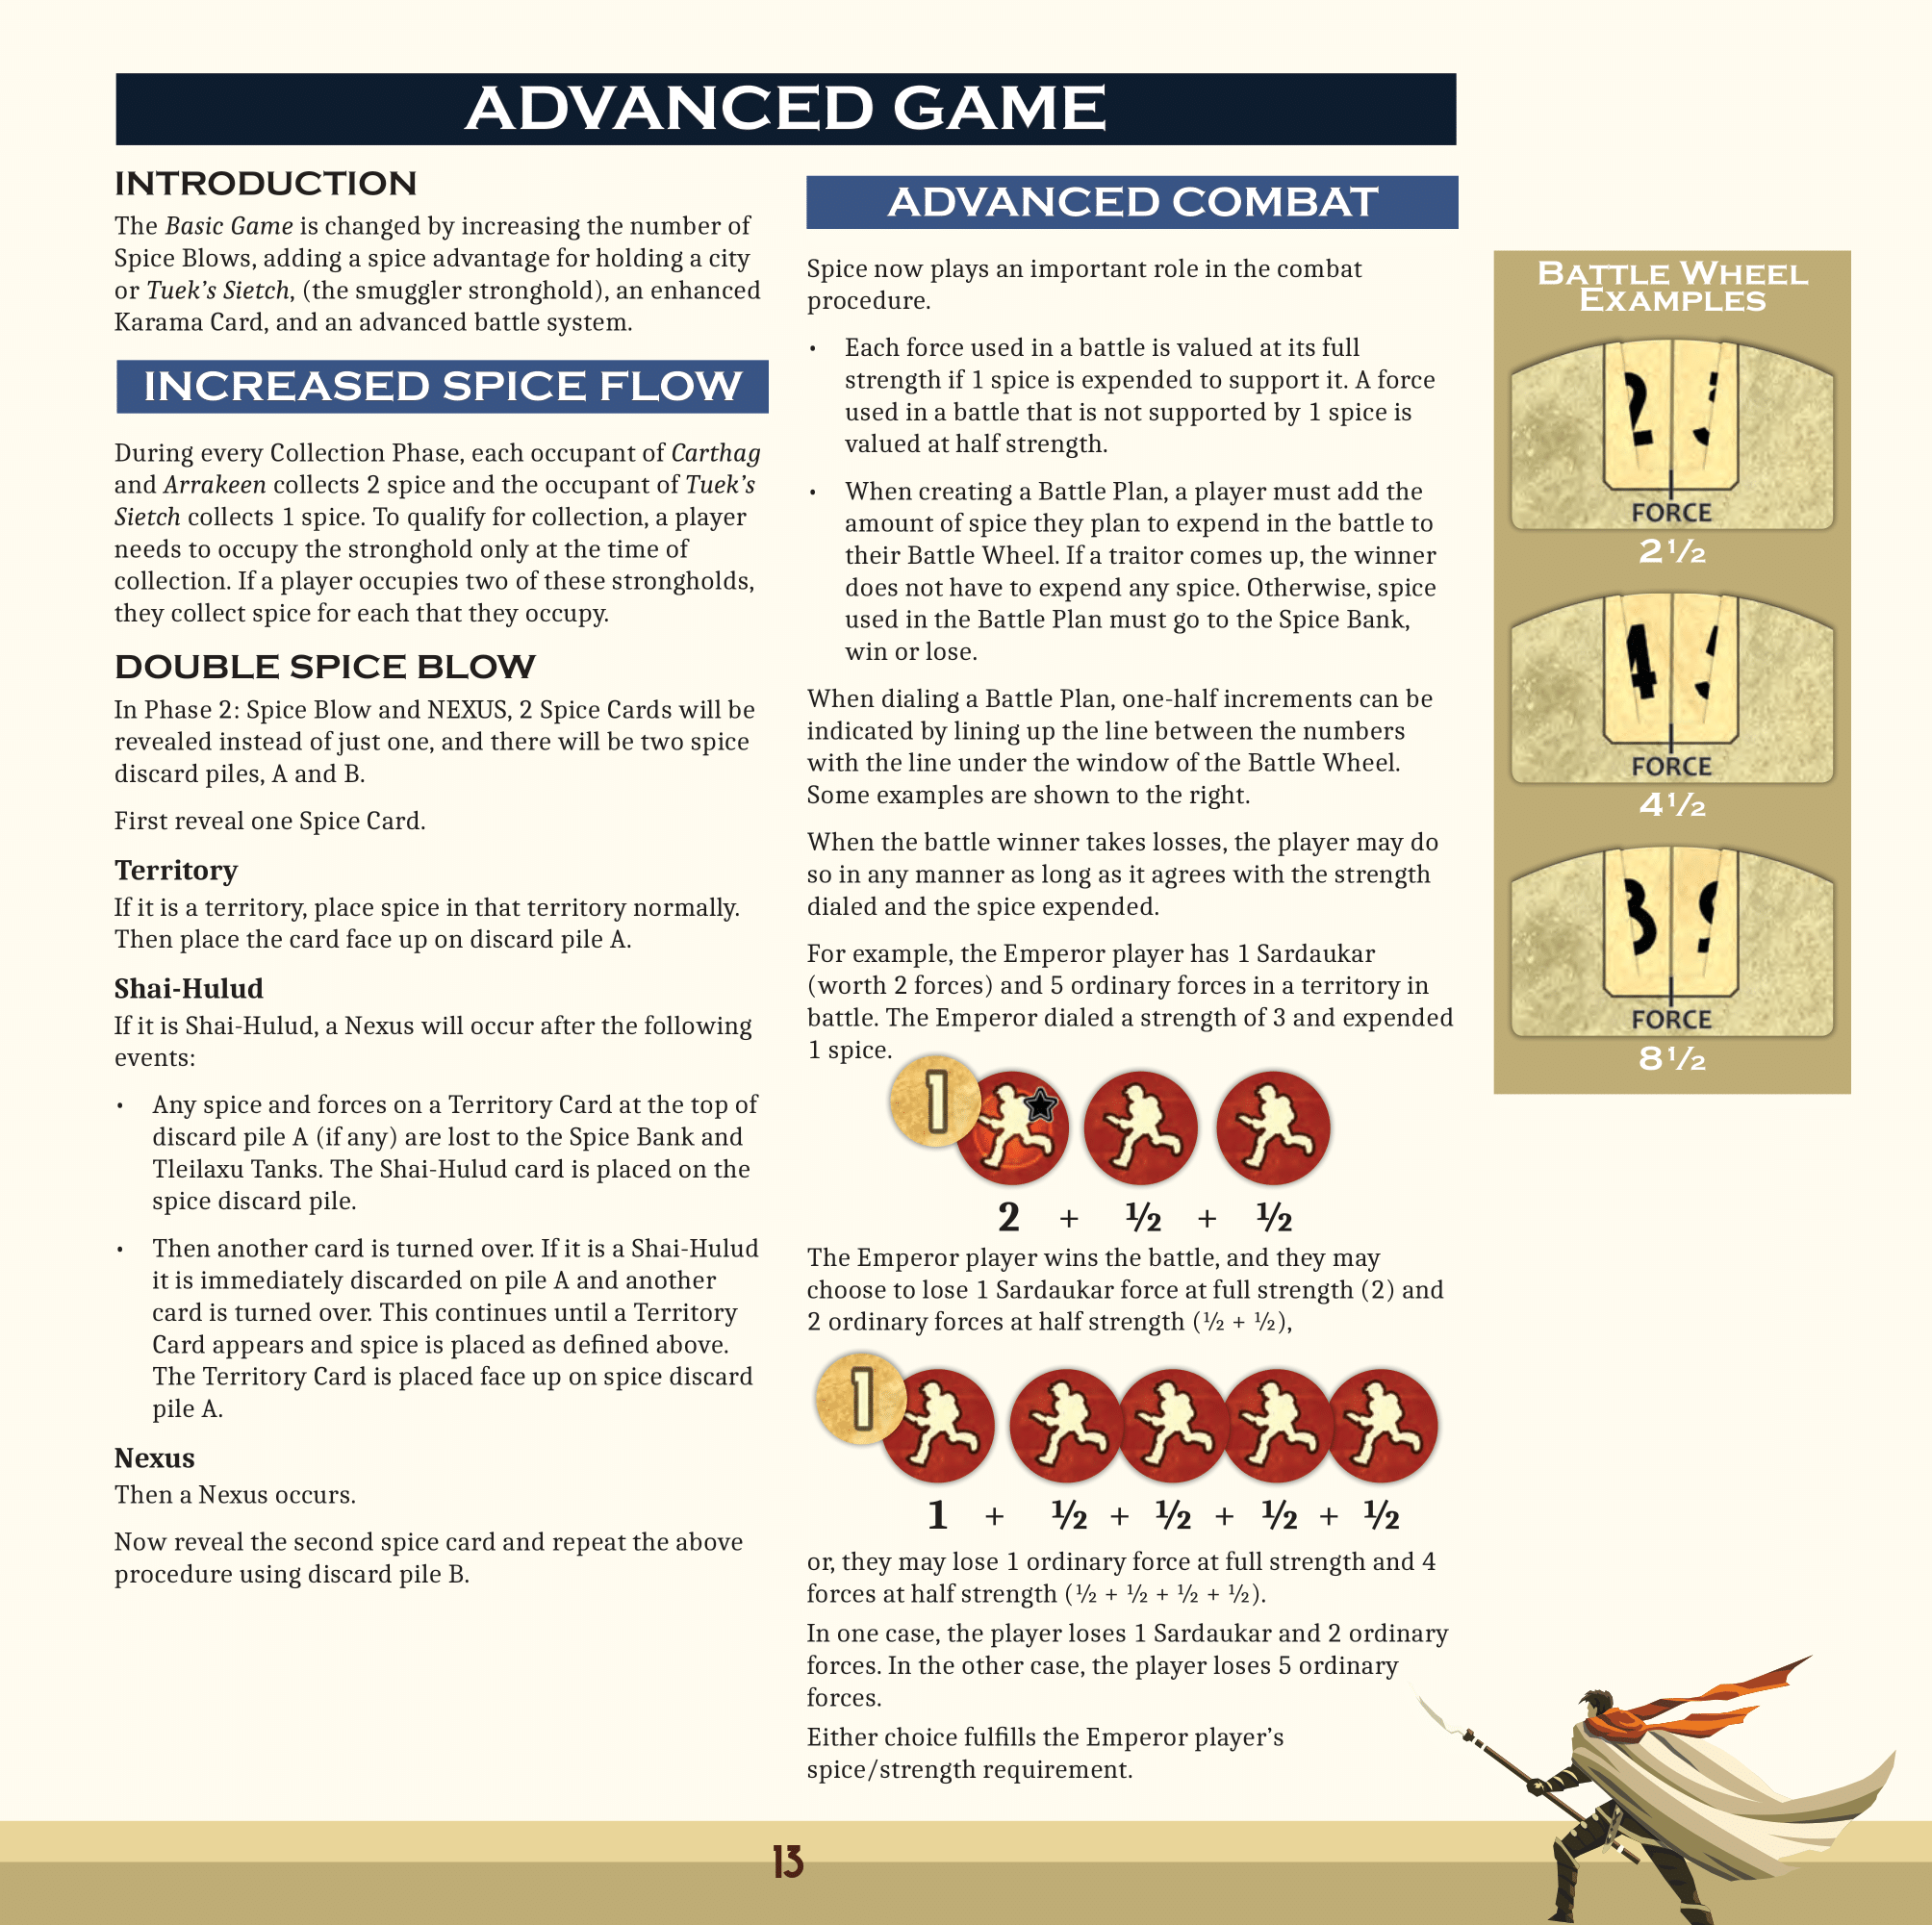 ADVANCED GAME
INTRODUCTION
The Basic Game is changed by increasing the number of
Spice Blows, adding a spice advantage for holding a city
or Tuek's Sietch, (the smuggler stronghold), an enhanced
Karama Card, and an advanced battle system.
INCREASED SPICE FLOW
During every Collection Phase, each occupant of Carthag
and Arrakeen collects 2 spice and the occupant of Tuek's
Sietch collects 1 spice. To qualify for collection, a player
needs to occupy the stronghold only at the time of
collection. If a player occupies two of these strongholds,
they collect spice for each that they occupy.
DOUBLE SPICE BLOW
In Phase 2: Spice Blow and NEXUS, 2 Spice Cards will be
revealed instead of just one, and there will be two spice
discard piles, A and B.
First reveal one Spice Card.
Territory
If it is a territory, place spice in that territory normally.
Then place the card face up on discard pile A.
Shai-Hulud
If it is Shai-Hulud, a Nexus will occur after the following
events:
• Any spice and forces on a Territory Card at the top of
discard pile A (if any) are lost to the Spice Bank and
Tleilaxu Tanks. The Shai-Hulud card is placed on the
spice discard pile.
• Then another card is turned over. If it is a Shai-Hulud
it is immediately discarded on pile A and another
card is turned over. This continues until a Territory
Card appears and spice is placed as defined above.
The Territory Card is placed face up on spice discard
pile A.
Nexus
Then a Nexus occurs.
Now reveal the second spice card and repeat the above
procedure using discard pile B.
ADVANCED COMBAT
Spice now plays an important role in the combat
procedure.
• Each force used in a battle is valued at its full
strength if 1 spice is expended to support it. A force
used in a battle that is not supported by 1 spice is
valued at half strength.
• When creating a Battle Plan, a player must add the
amount of spice they plan to expend in the battle to
their Battle Wheel. If a traitor comes up, the winner
does not have to expend any spice. Otherwise, spice
used in the Battle Plan must go to the Spice Bank,
win or lose.
When dialing a Battle Plan, one-half increments can be
indicated by lining up the line between the numbers
with the line under the window of the Battle Wheel.
Some examples are shown to the right.
When the battle winner takes losses, the player may do
so in any manner as long as it agrees with the strength
dialed and the spice expended.
For example, the Emperor player has 1 Sardaukar
(worth 2 forces) and 5 ordinary forces in a territory in
battle. The Emperor dialed a strength of 3 and expended
1 spice.
1
2 + ½ + ½
The Emperor player wins the battle, and they may
choose to lose 1 Sardaukar force at full strength (2) and
2 ordinary forces at half strength (½ + ½),
1
1 + ½ + ½ + ½ + ½
or, they may lose 1 ordinary force at full strength and 4
forces at half strength (½ + ½ + ½ + ½).
In one case, the player loses 1 Sardaukar and 2 ordinary
forces. In the other case, the player loses 5 ordinary
forces.
Either choice fulfills the Emperor player's
spice/strength requirement.
BATTLE WHEEL
EXAMPLES
2 3
FORCE
2½
4 5
FORCE
4½
8 9
FORCE
8½
13